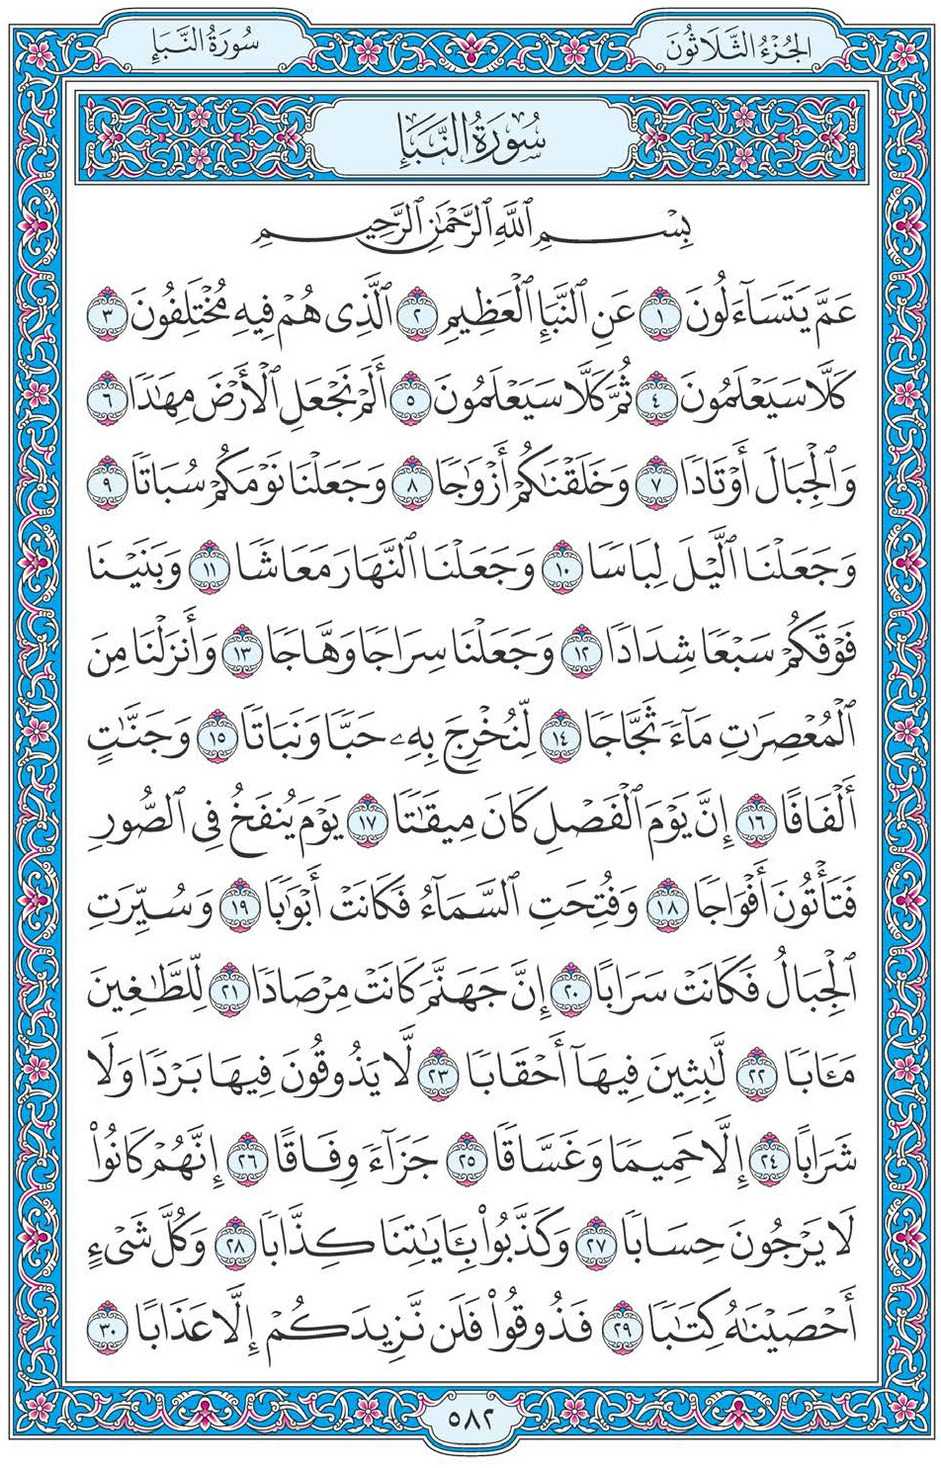 الجُزْءُ الثَّلَاثُونَ
سُورَةُ النَّبَإِ
سُورَةُ النَّبَإِ
بِسْمِ ٱللَّهِ ٱلرَّحْمَٰنِ ٱلرَّحِيمِ
عَمَّ يَتَسَآءَلُونَ ١ عَنِ ٱلنَّبَإِ ٱلْعَظِيمِ ٢ ٱلَّذِى هُمْ فِيهِ مُخْتَلِفُونَ ٣
كَلَّا سَيَعْلَمُونَ ٤ ثُمَّ كَلَّا سَيَعْلَمُونَ ٥ أَلَمْ نَجْعَلِ ٱلْأَرْضَ مِهَٰدًا ٦
وَٱلْجِبَالَ أَوْتَادًا ٧ وَخَلَقْنَٰكُمْ أَزْوَٰجًا ٨ وَجَعَلْنَا نَوْمَكُمْ سُبَاتًا ٩
وَجَعَلْنَا ٱلَّيْلَ لِبَاسًا ١٠ وَجَعَلْنَا ٱلنَّهَارَ مَعَاشًا ١١ وَبَنَيْنَا
فَوْقَكُمْ سَبْعًا شِدَادًا ١٢ وَجَعَلْنَا سِرَاجًا وَهَّاجًا ١٣ وَأَنزَلْنَا مِنَ
ٱلْمُعْصِرَٰتِ مَآءً ثَجَّاجًا ١٤ لِّنُخْرِجَ بِهِۦ حَبًّا وَنَبَاتًا ١٥ وَجَنَّٰتٍ
أَلْفَافًا ١٦ إِنَّ يَوْمَ ٱلْفَصْلِ كَانَ مِيقَٰتًا ١٧ يَوْمَ يُنفَخُ فِى ٱلصُّورِ
فَتَأْتُونَ أَفْوَاجًا ١٨ وَفُتِحَتِ ٱلسَّمَآءُ فَكَانَتْ أَبْوَٰبًا ١٩ وَسُيِّرَتِ
ٱلْجِبَالُ فَكَانَتْ سَرَابًا ٢٠ إِنَّ جَهَنَّمَ كَانَتْ مِرْصَادًا ٢١ لِّلطَّٰغِينَ
مَـَٔابًا ٢٢ لَّٰبِثِينَ فِيهَآ أَحْقَابًا ٢٣ لَّا يَذُوقُونَ فِيهَا بَرْدًا وَلَا
شَرَابًا ٢٤ إِلَّا حَمِيمًا وَغَسَّاقًا ٢٥ جَزَآءً وِفَاقًا ٢٦ إِنَّهُمْ كَانُوا۟
لَا يَرْجُونَ حِسَابًا ٢٧ وَكَذَّبُوا۟ بِـَٔايَٰتِنَا كِذَّابًا ٢٨ وَكُلَّ شَىْءٍ
أَحْصَيْنَٰهُ كِتَٰبًا ٢٩ فَذُوقُوا۟ فَلَن نَّزِيدَكُمْ إِلَّا عَذَابًا ٣٠
٥٨٢